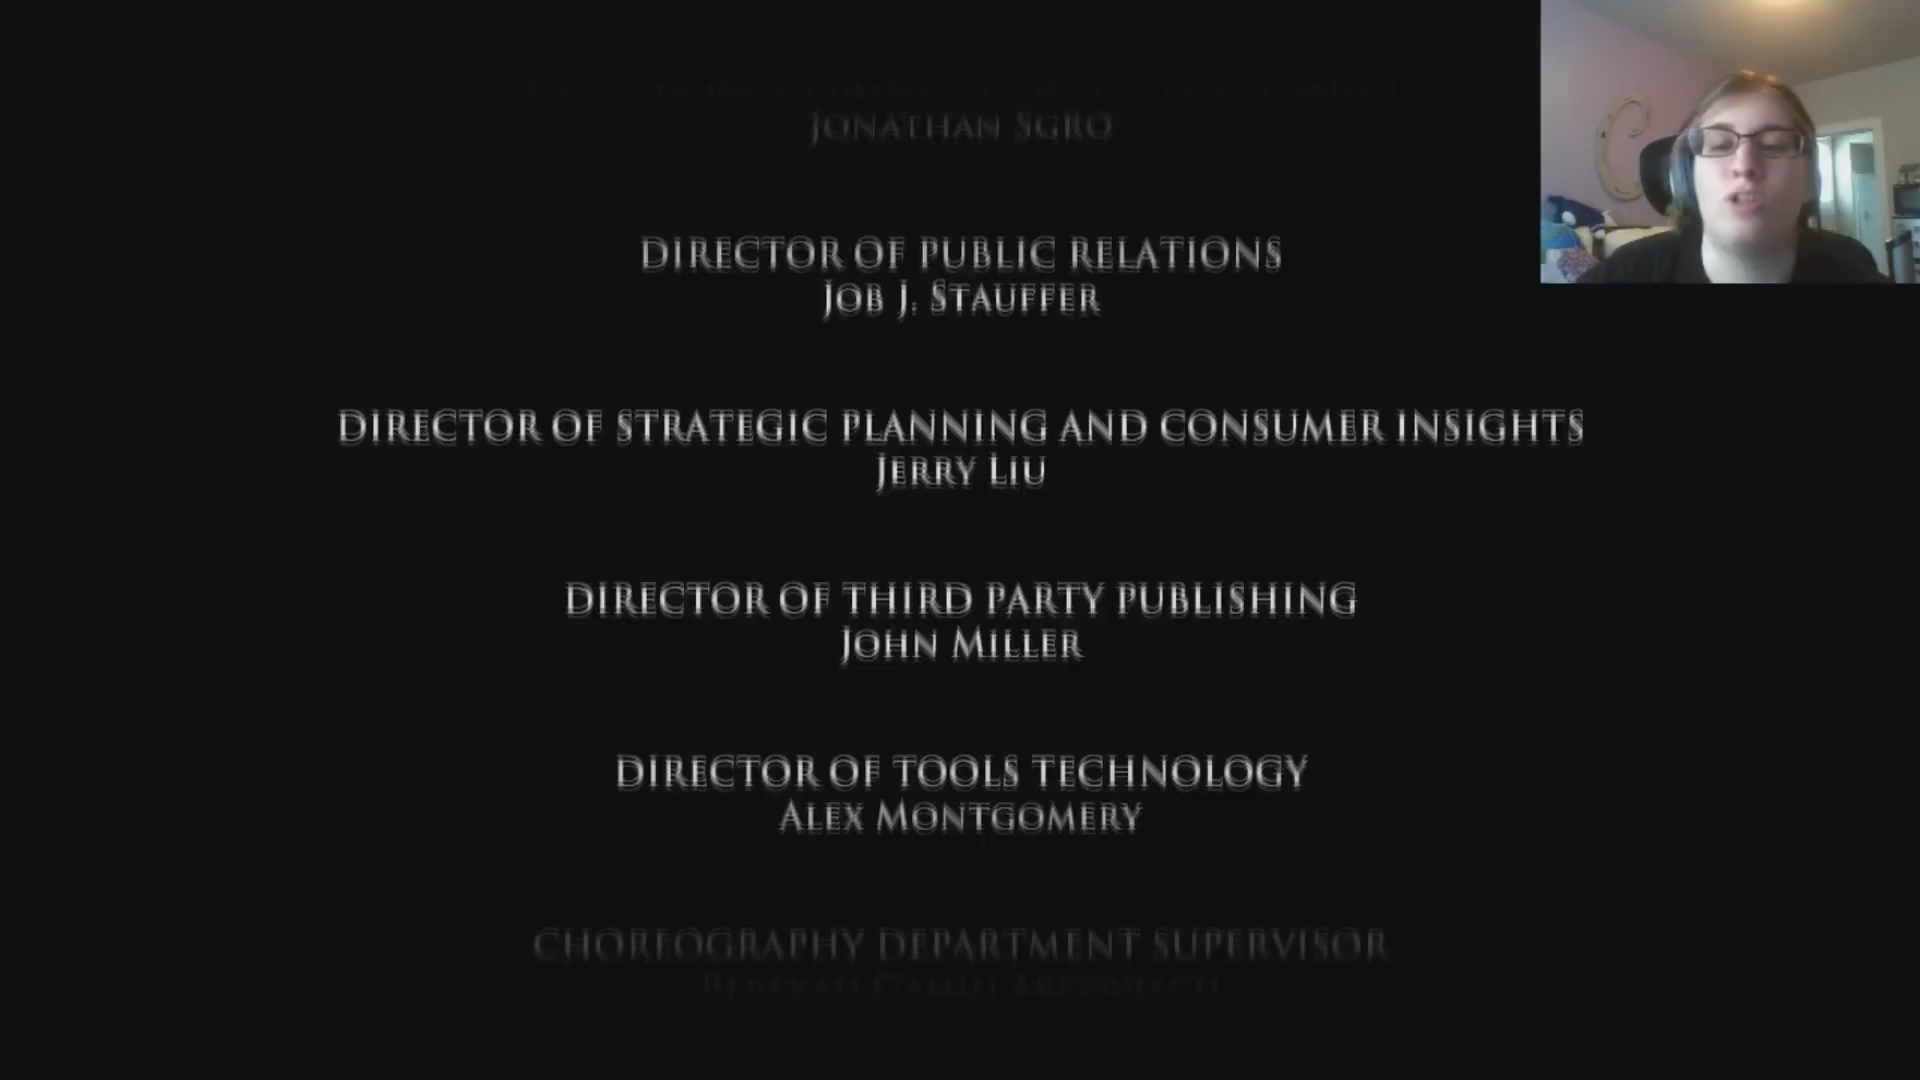 JONATHAN SGRO
DIRECTOR OF PUBLIC RELATIONS
JOB J. STAUFFER
DIRECTOR OF STRATEGIC PLANNING AND CONSUMER INSIGHTS
JERRY LIU
DIRECTOR OF THIRD PARTY PUBLISHING
JOHN MILLER
DIRECTOR OF TOOLS TECHNOLOGY
ALEX MONTGOMERY
CHOREOGRAPHY DEPARTMENT SUPERVISOR